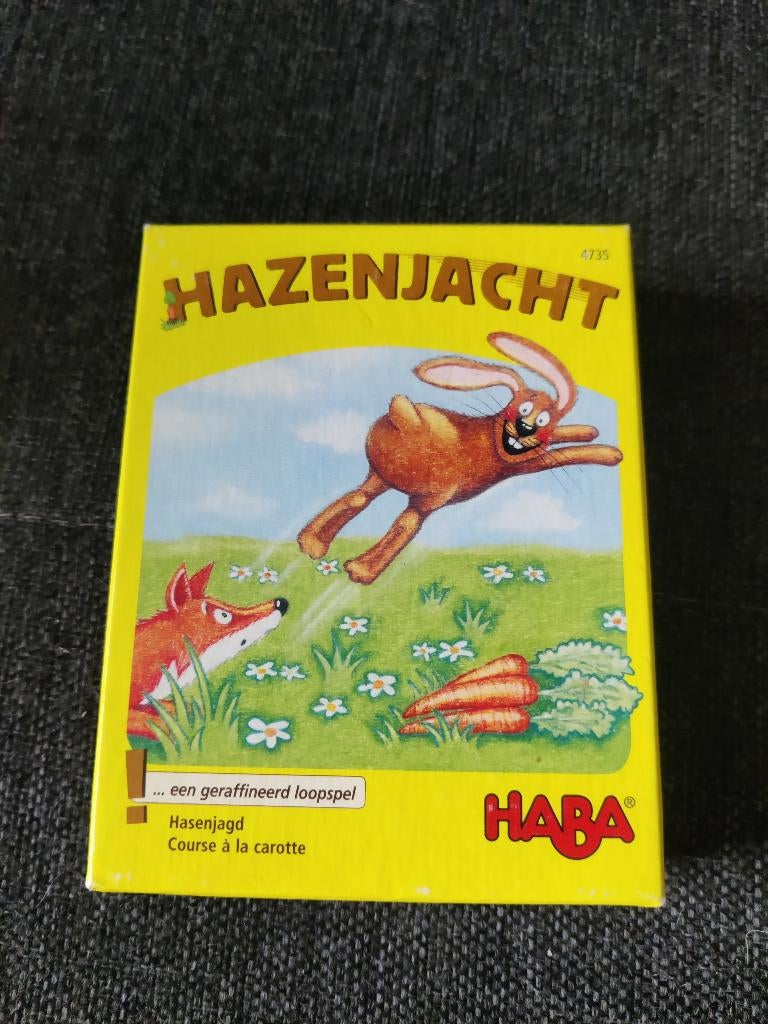 4735
HAZENJACHT
... een geraffineerd loopspel
Hasenjagd
Course à la carotte
HABA®